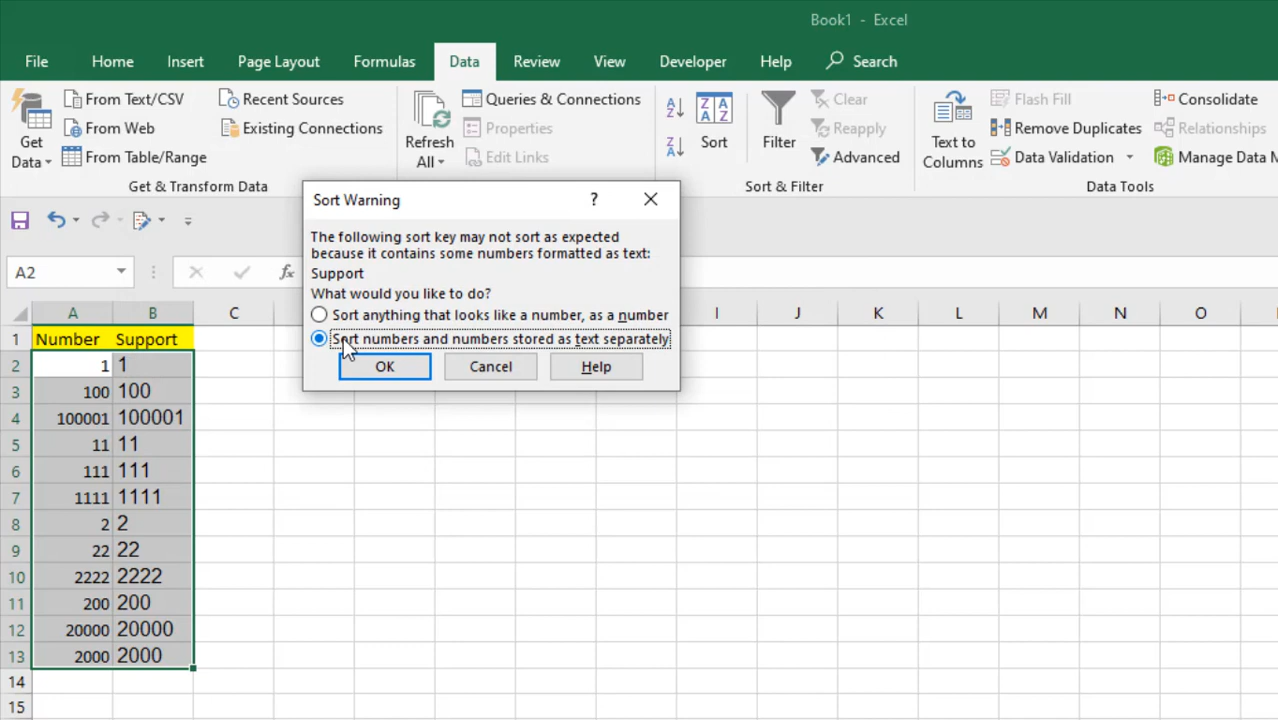 Book1 - Excel
File Home Insert Page Layout Formulas Data Review View Developer Help Search
From Text/CSV Recent Sources Queries & Connections Clear Flash Fill Consolidate
From Web Existing Connections Properties Reapply Remove Duplicates Relationships
Get Data From Table/Range Refresh All Edit Links Sort Filter Advanced Text to Columns Data Validation Manage Data M
Get & Transform Data Sort & Filter Data Tools
Sort Warning ?
The following sort key may not sort as expected
because it contains some numbers formatted as text:
Support
What would you like to do?
Sort anything that looks like a number, as a number
Sort numbers and numbers stored as text separately
OK Cancel Help
A2 fx
A B C D E F G H I J K L M N O P
1 Number Support
2 1 1
3 100 100
4 100001 100001
5 11 11
6 111 111
7 1111 1111
8 2 2
9 22 22
10 2222 2222
11 200 200
12 20000 20000
13 2000 2000
14
15